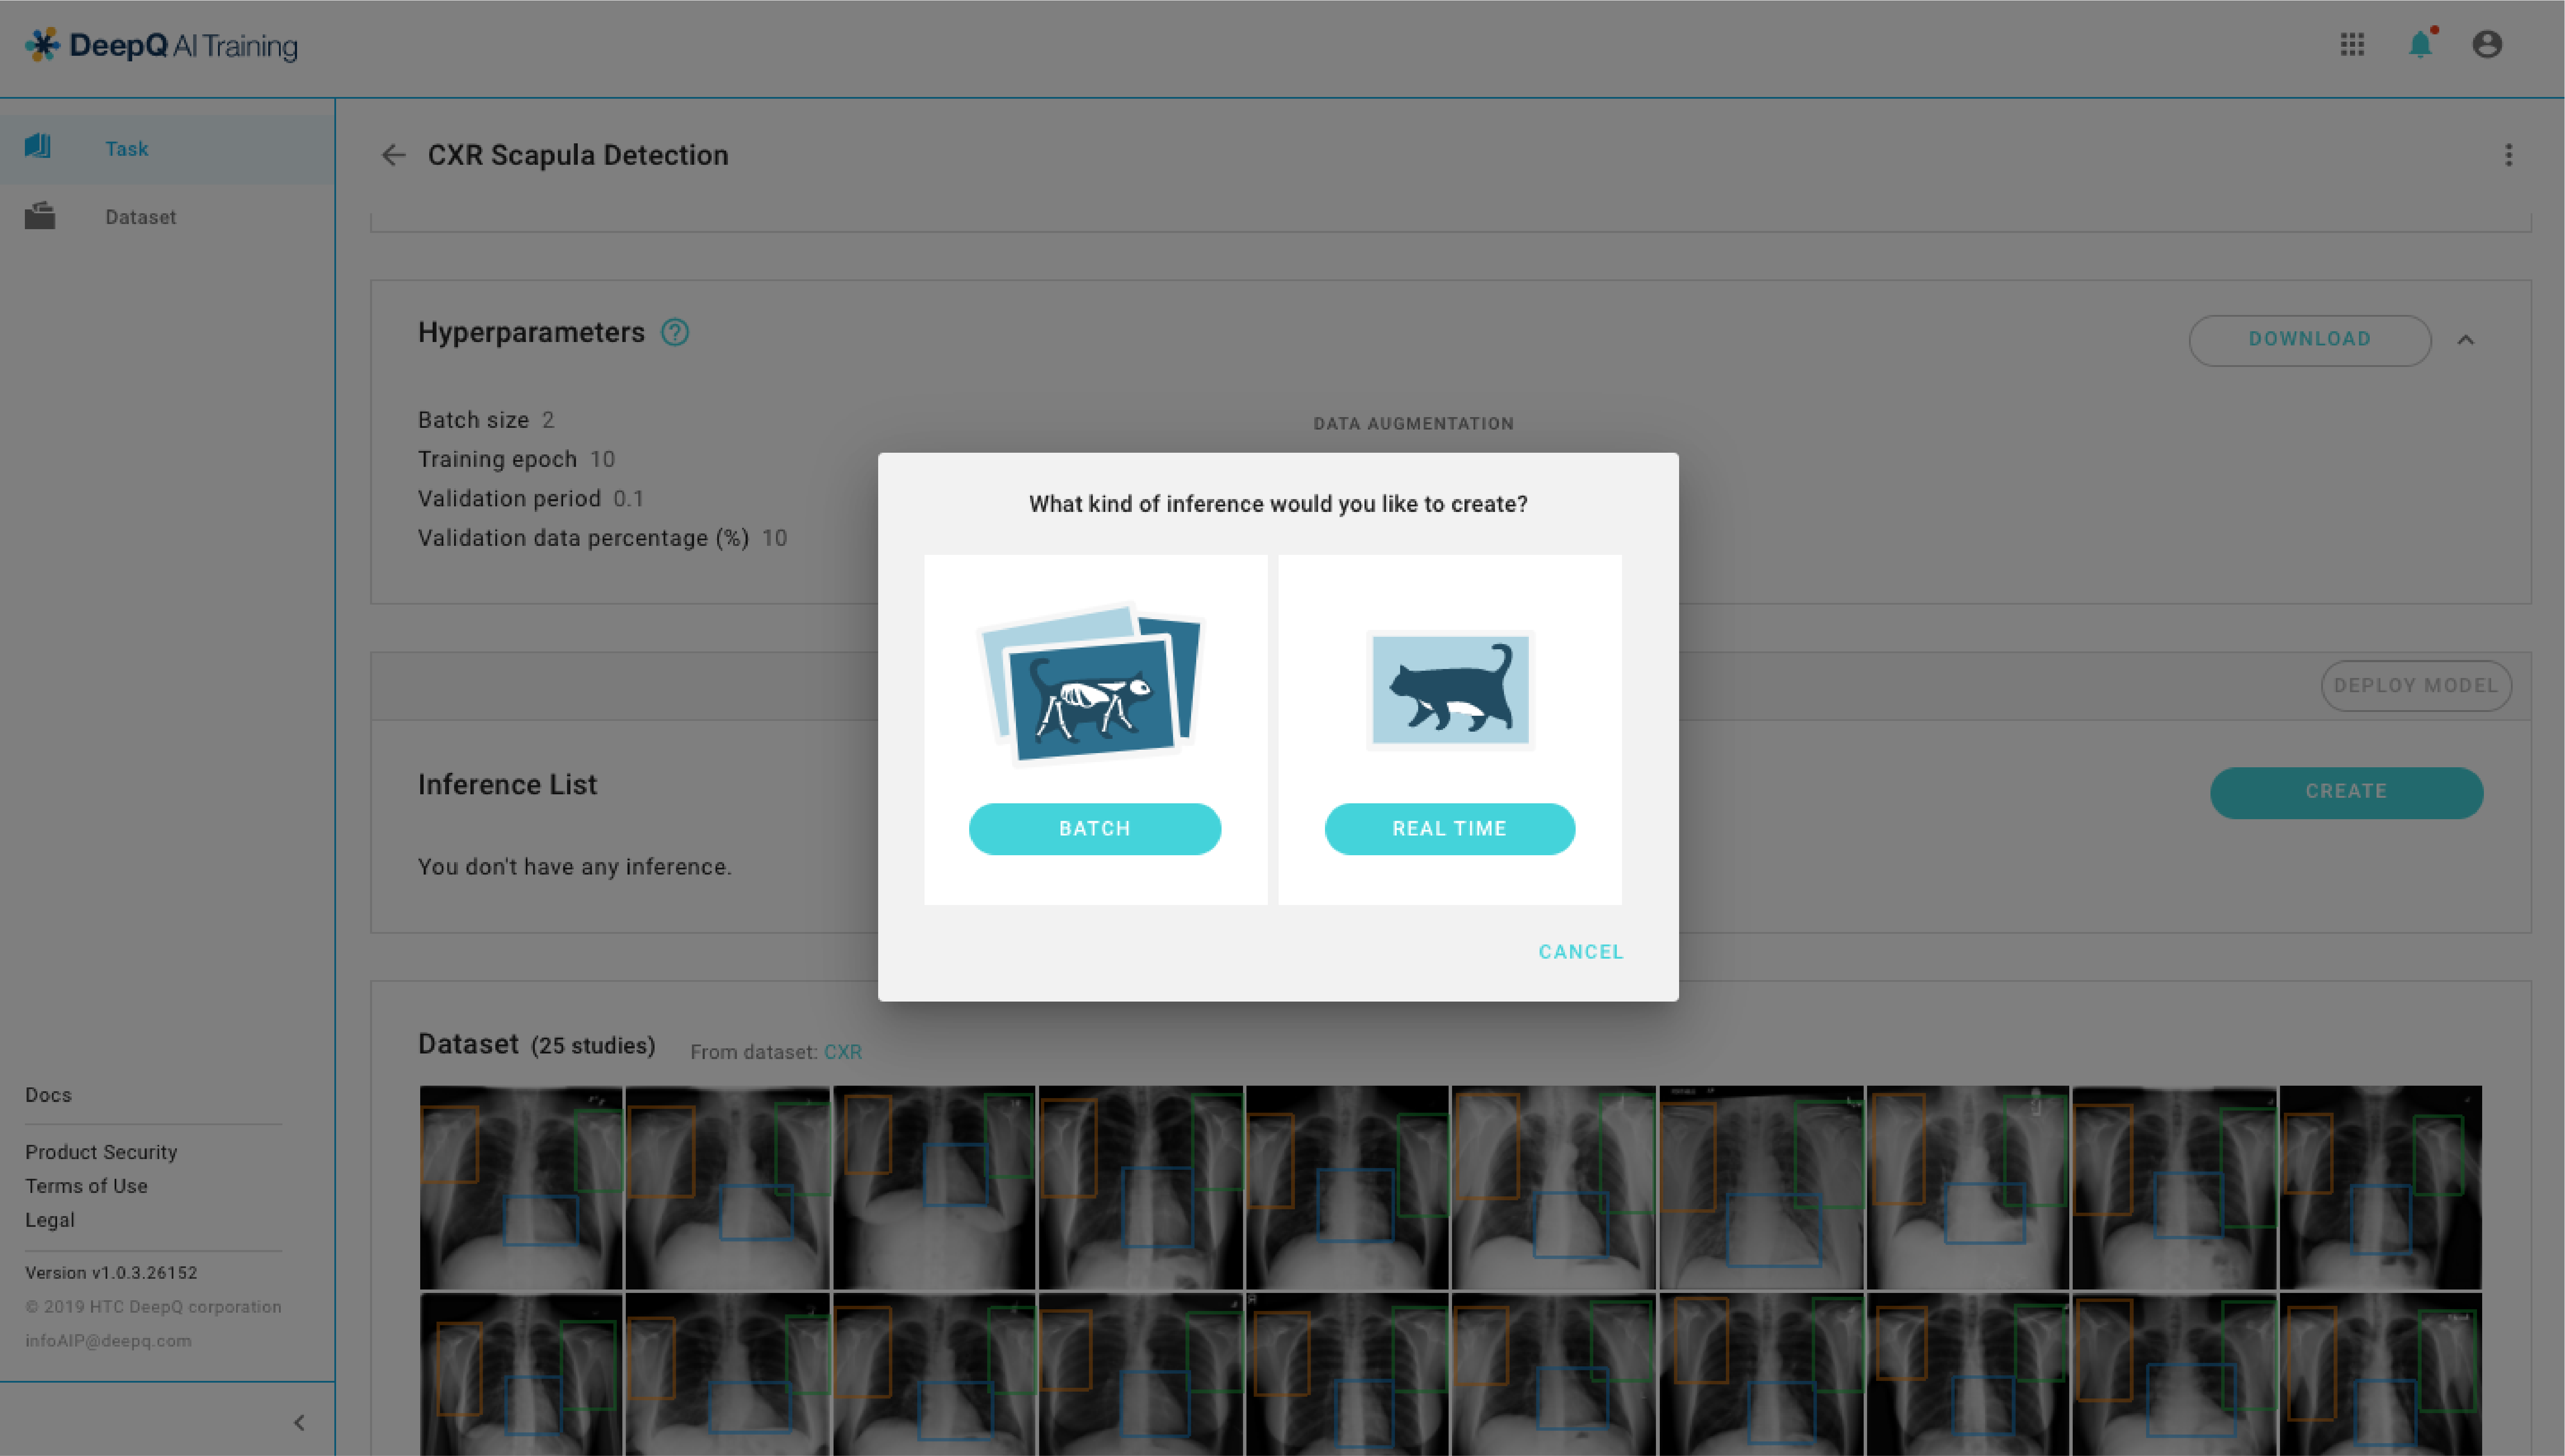 DeepQ AI Training
Task
Dataset
CXR Scapula Detection
Hyperparameters ?
DOWNLOAD
Batch size 2
Training epoch 10
Validation period 0.1
Validation data percentage (%) 10
DATA AUGMENTATION
What kind of inference would you like to create?
BATCH
REAL TIME
CANCEL
DEPLOY MODEL
Inference List
CREATE
You don't have any inference.
Dataset (25 studies) From dataset: CXR
Docs
Product Security
Terms of Use
Legal
Version v1.0.3.26152
© 2019 HTC DeepQ corporation
infoAIP@deepq.com